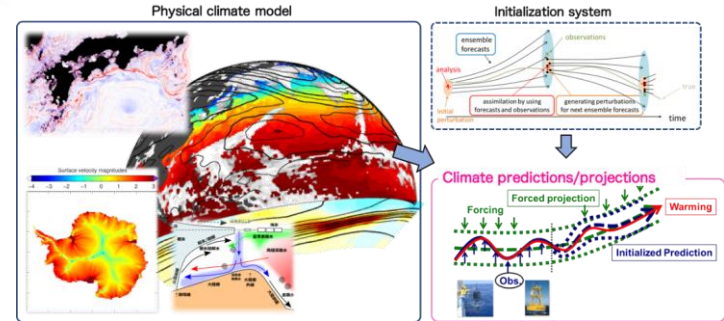 Physical climate model
Surface velocity magnitude
-4 -3 -2 -1 0 1 2 3
Initialization system
ensemble
forecasts
observations
analysis
true
initial
perturbation
assimilation by using
forecasts and observations
generating perturbations
for next ensemble forecasts
time
Climate predictions/projections
Forced projection
Forcing
Warming
Initialized Prediction
Obs.